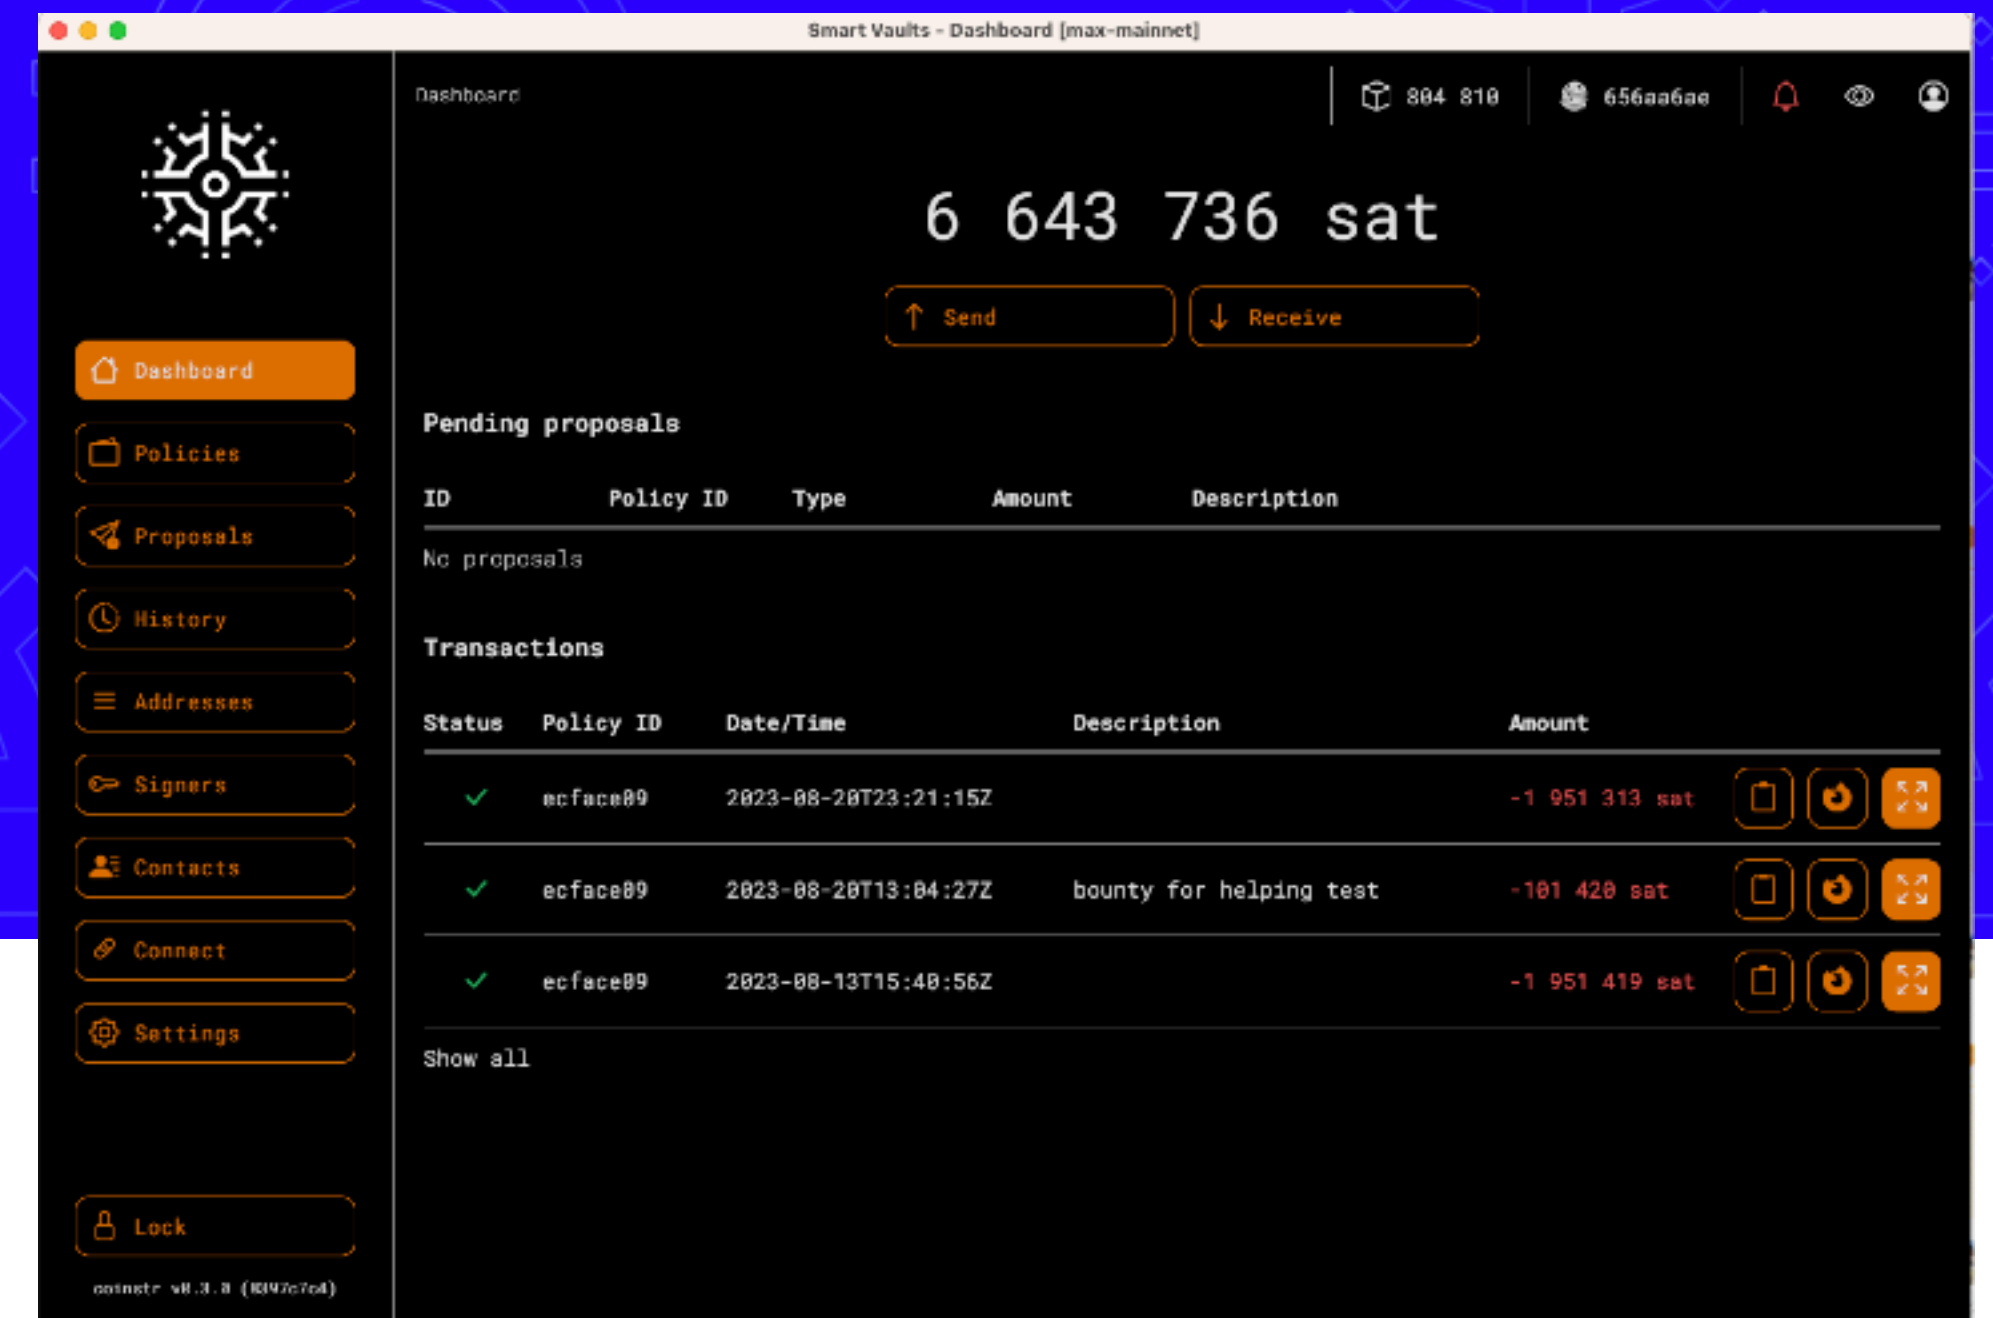 Smart Vaults - Dashboard [max-mainnet]
Dashboard
804 810
656aa6ae
6 643 736 sat
Send
Receive
Dashboard
Policies
Proposals
History
Addresses
Signers
Contacts
Connect
Settings
Lock
coinstr v0.3.0
Pending proposals
ID Policy ID Type Amount Description
No proposals
Transactions
Status Policy ID Date/Time Description Amount
ecface09 2023-08-20T23:21:15Z -1 951 313 sat
ecface09 2023-08-20T13:04:27Z bounty for helping test -101 420 sat
ecface09 2023-08-13T15:40:56Z -1 951 419 sat
Show all